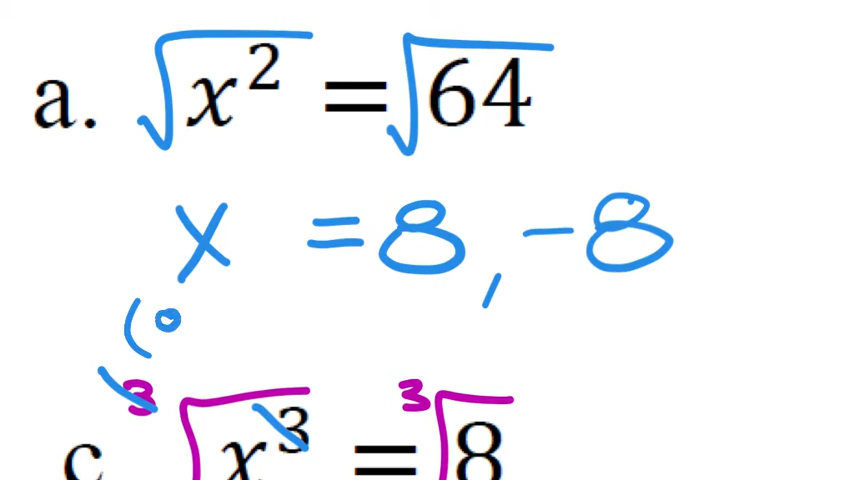 a. √x² = √64
x = 8, -8
c ³√x³ = ³√8